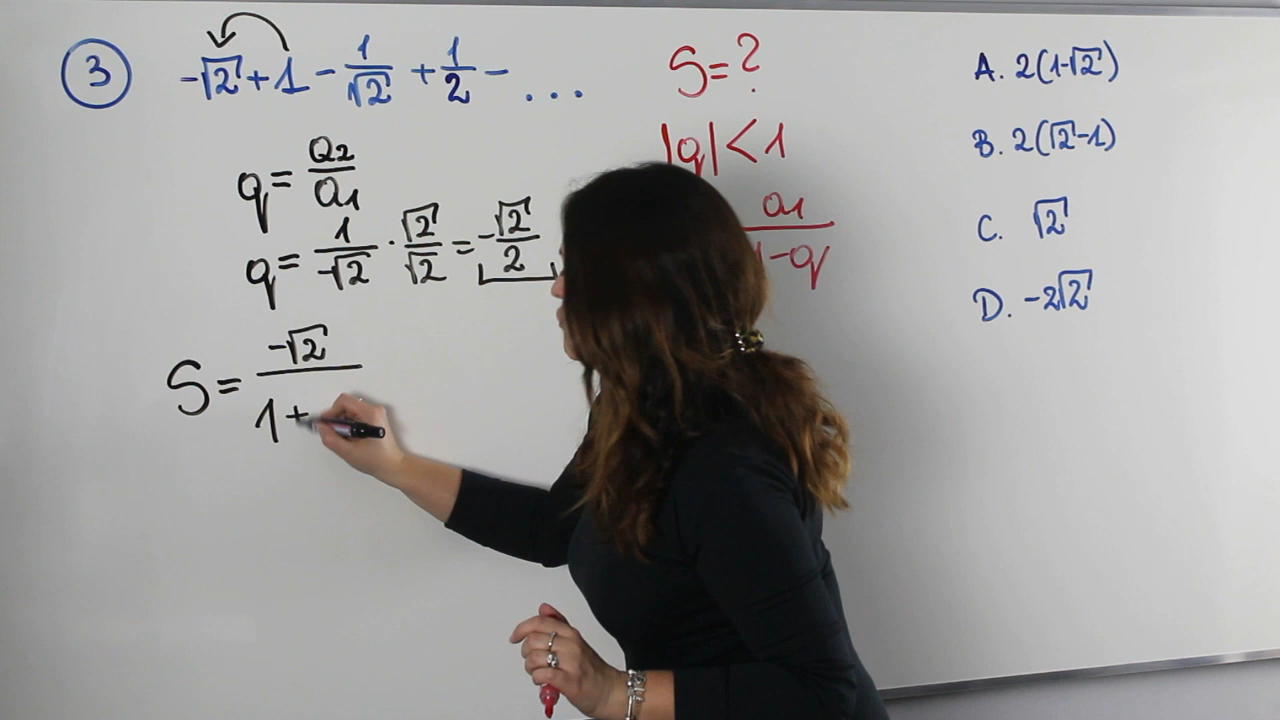 3 -√2 + 1 - 1/√2 + 1/2 - ...
S = ?
|q| < 1
a1
1-q
q = a2/a1
q = 1/-√2 · √2/√2 = -√2/2
S = -√2/1+
A. 2(1-√2)
B. 2(√2-1)
C. √2
D. -2√2